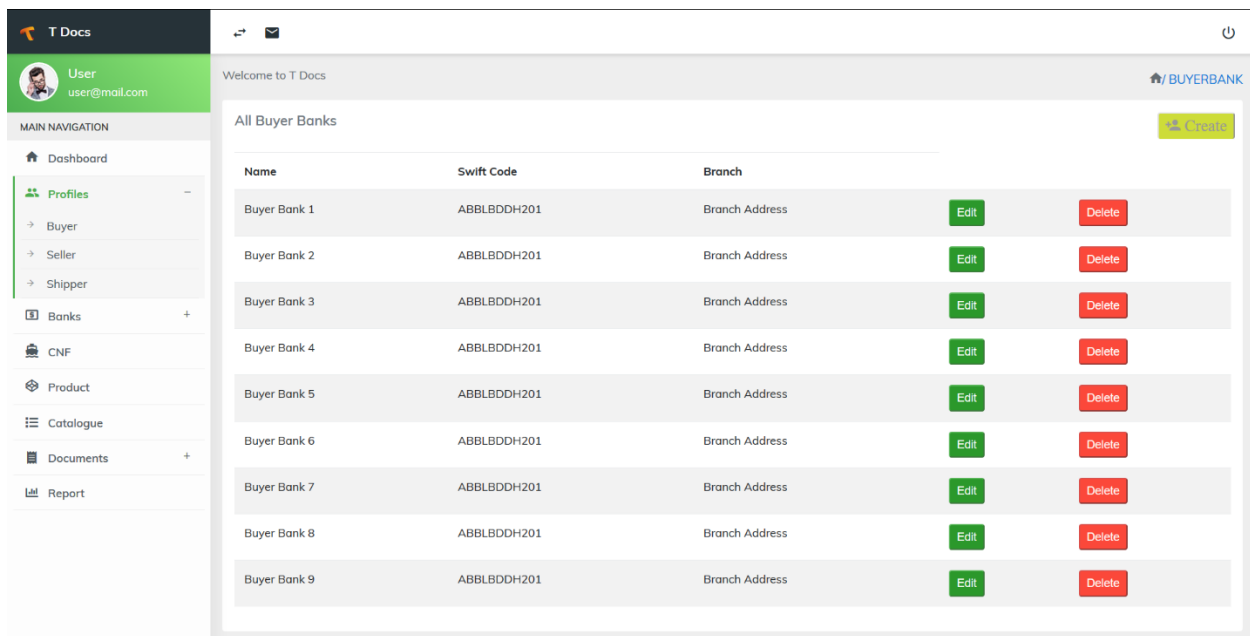 T Docs
User
user@mail.com
Welcome to T Docs
/ BUYERBANK
MAIN NAVIGATION
Dashboard
Profiles
Buyer
Seller
Shipper
Banks
CNF
Product
Catalogue
Documents
Report
All Buyer Banks
Create
Name Swift Code Branch
Buyer Bank 1 ABBLBDDH201 Branch Address Edit Delete
Buyer Bank 2 ABBLBDDH201 Branch Address Edit Delete
Buyer Bank 3 ABBLBDDH201 Branch Address Edit Delete
Buyer Bank 4 ABBLBDDH201 Branch Address Edit Delete
Buyer Bank 5 ABBLBDDH201 Branch Address Edit Delete
Buyer Bank 6 ABBLBDDH201 Branch Address Edit Delete
Buyer Bank 7 ABBLBDDH201 Branch Address Edit Delete
Buyer Bank 8 ABBLBDDH201 Branch Address Edit Delete
Buyer Bank 9 ABBLBDDH201 Branch Address Edit Delete